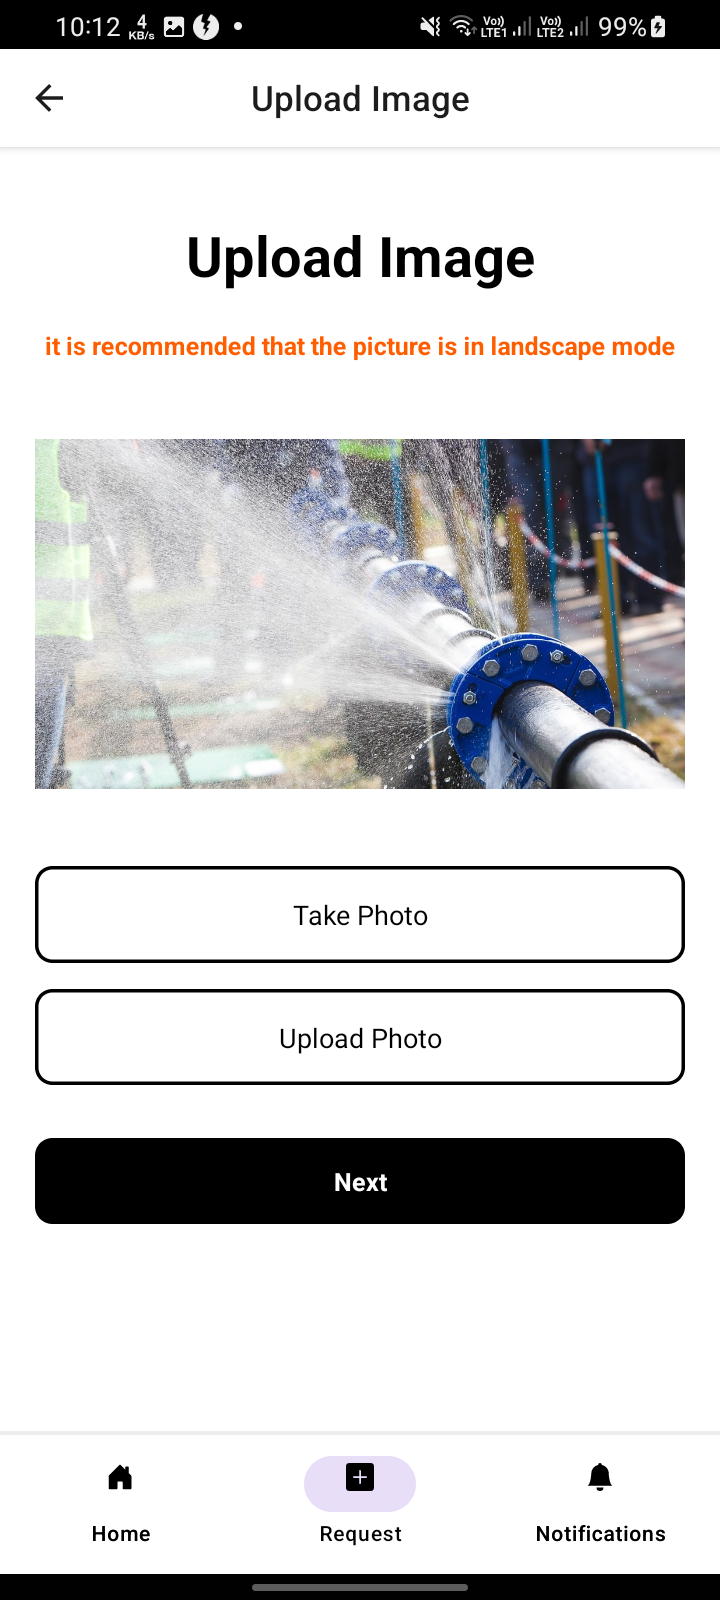 10:12 4 KB/s Vo)) LTE1 Vo)) LTE2 99%
Upload Image
Upload Image
it is recommended that the picture is in landscape mode
Take Photo
Upload Photo
Next
Home Request Notifications